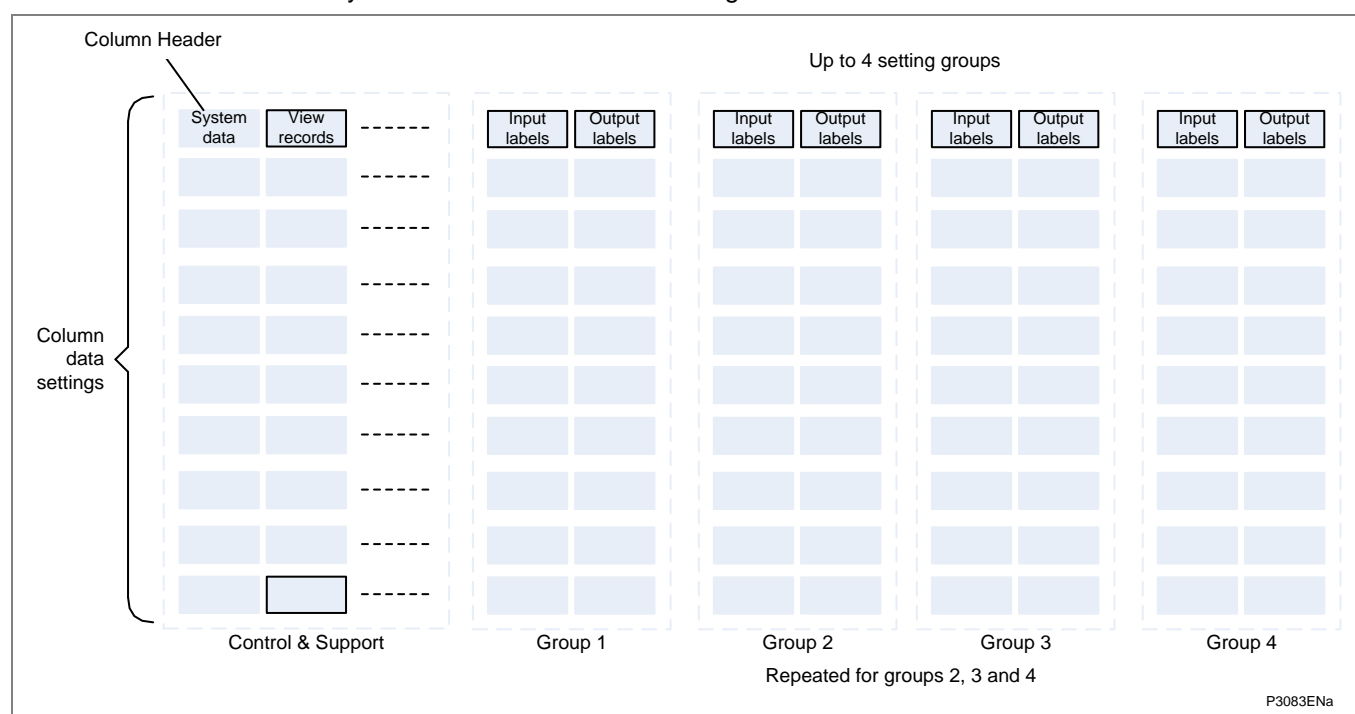 Column Header
Up to 4 setting groups
System
data
View
records
Input
labels
Output
labels
Input
labels
Output
labels
Input
labels
Output
labels
Input
labels
Output
labels
Column
data
settings
Control & Support
Group 1
Group 2
Group 3
Group 4
Repeated for groups 2, 3 and 4
P3083ENa